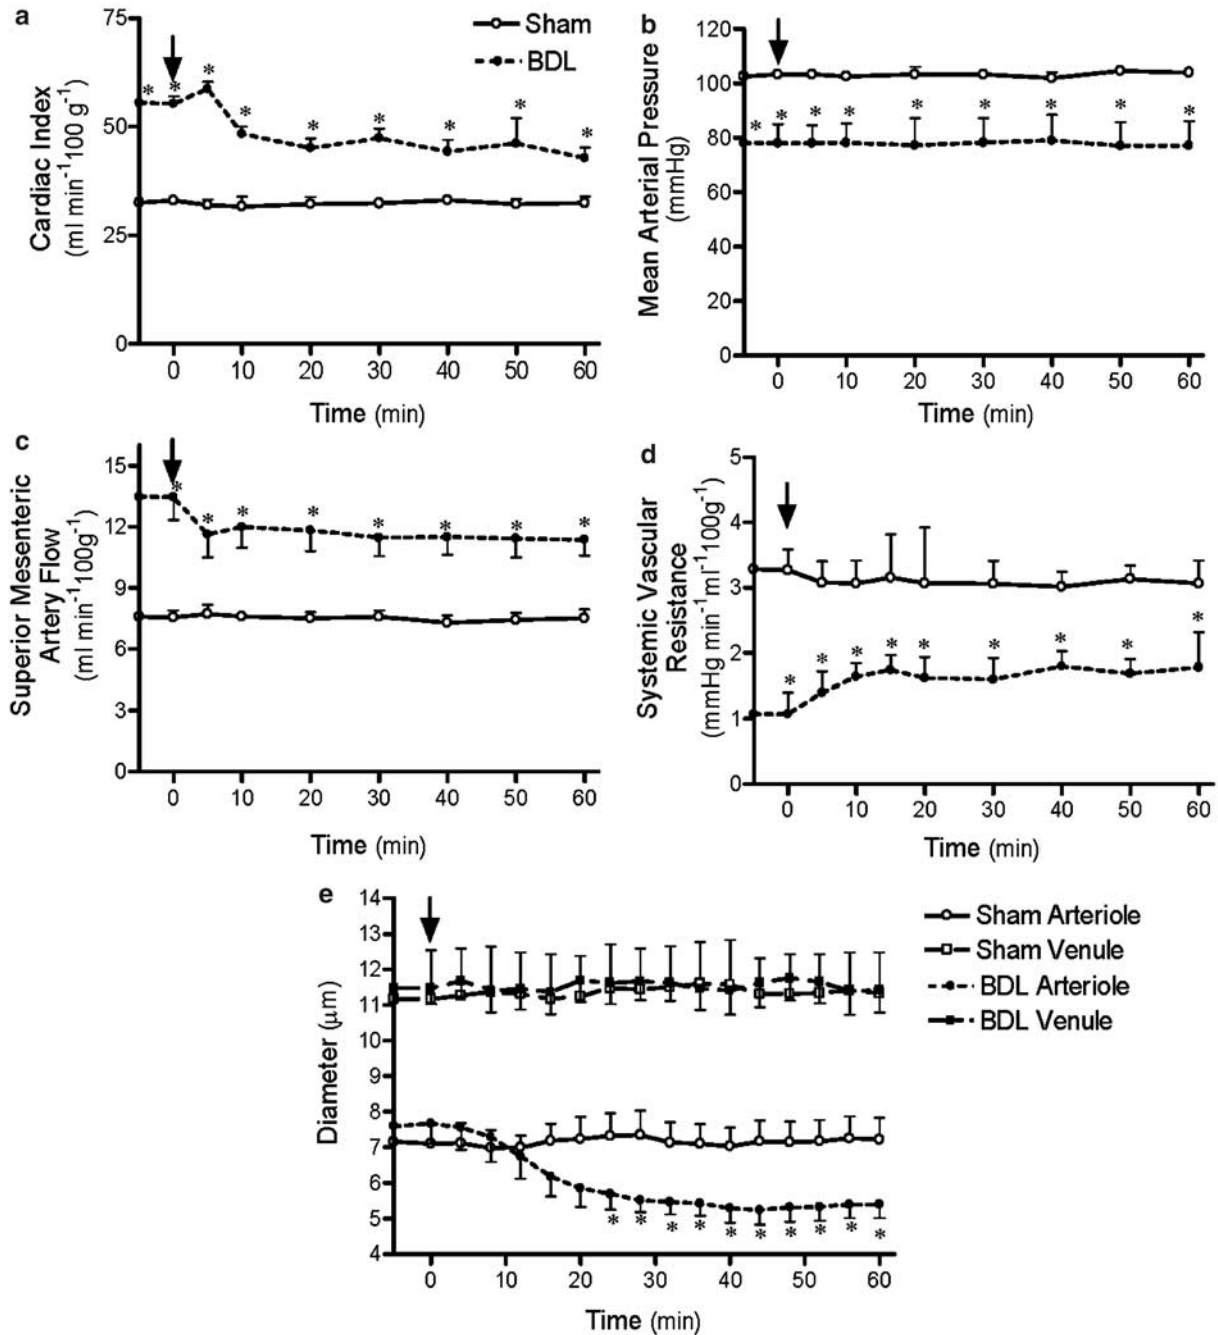 a
75
50
25
0
Cardiac Index
(ml min⁻¹100 g⁻¹)
Sham
BDL
* * * * * * * * *
0 10 20 30 40 50 60
Time (min)
b
120
100
80
60
40
20
0
Mean Arterial Pressure
(mmHg)
* * * * * * * * *
0 10 20 30 40 50 60
Time (min)
c
15
12
9
6
3
0
Superior Mesenteric
Artery Flow
(ml min⁻¹100g⁻¹)
* * * * * * * *
0 10 20 30 40 50 60
Time (min)
d
5
4
3
2
1
0
Systemic Vascular
Resistance
(mmHg min⁻¹ml⁻¹100g⁻¹)
* * * * * * * * *
0 10 20 30 40 50 60
Time (min)
e
14
13
12
11
10
9
8
7
6
5
4
Diameter (μm)
* * * * * * * * * *
0 10 20 30 40 50 60
Time (min)
Sham Arteriole
Sham Venule
BDL Arteriole
BDL Venule